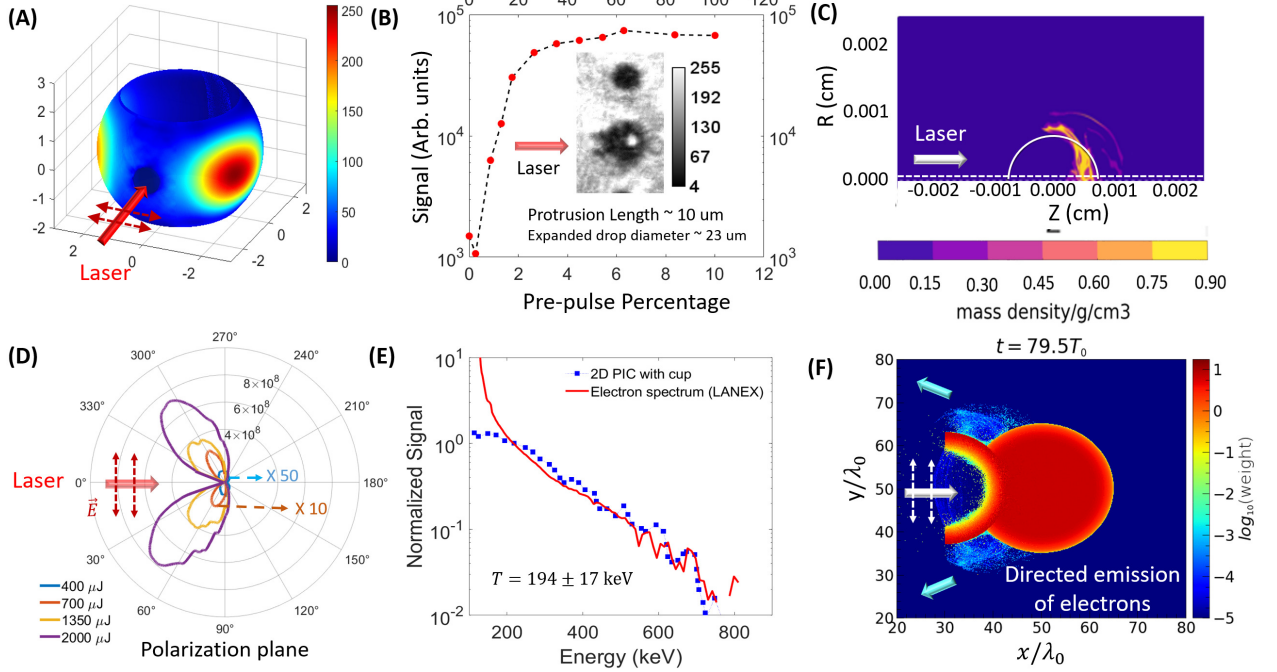 (A)
3
2
1
0
-1
-2
2
0
-2
2
0
-2
Laser
250
200
150
100
50
0
(B)
0 20 40 60 80 100 120
10^5
10^4
10^3
10^5
10^4
10^3
Signal (Arb. units)
255
192
130
67
4
Laser
Protrusion Length ~ 10 um
Expanded drop diameter ~ 23 um
0 2 4 6 8 10 12
Pre-pulse Percentage
(C)
R (cm)
0.002
0.001
0.000
Laser
-0.002 -0.001 0.000 0.001 0.002
Z (cm)
0.00 0.15 0.30 0.45 0.60 0.75 0.90
mass density/g/cm3
(D)
270°
300°
240°
330°
210°
8×10^8
6×10^8
4×10^8
Laser
0°
180°
E⃗
X 50
X 10
30°
150°
60°
120°
90°
400 μJ
700 μJ
1350 μJ
2000 μJ
Polarization plane
(E)
10^1
10^0
10^-1
10^-2
Normalized Signal
2D PIC with cup
Electron spectrum (LANEX)
T = 194 ± 17 keV
200 400 600 800
Energy (keV)
t = 79.5T₀
(F)
80
70
60
50
40
30
20
y/λ₀
Directed emission
of electrons
20 30 40 50 60 70 80
x/λ₀
1
0
−1
−2
−3
−4
−5
log₁₀(weight)